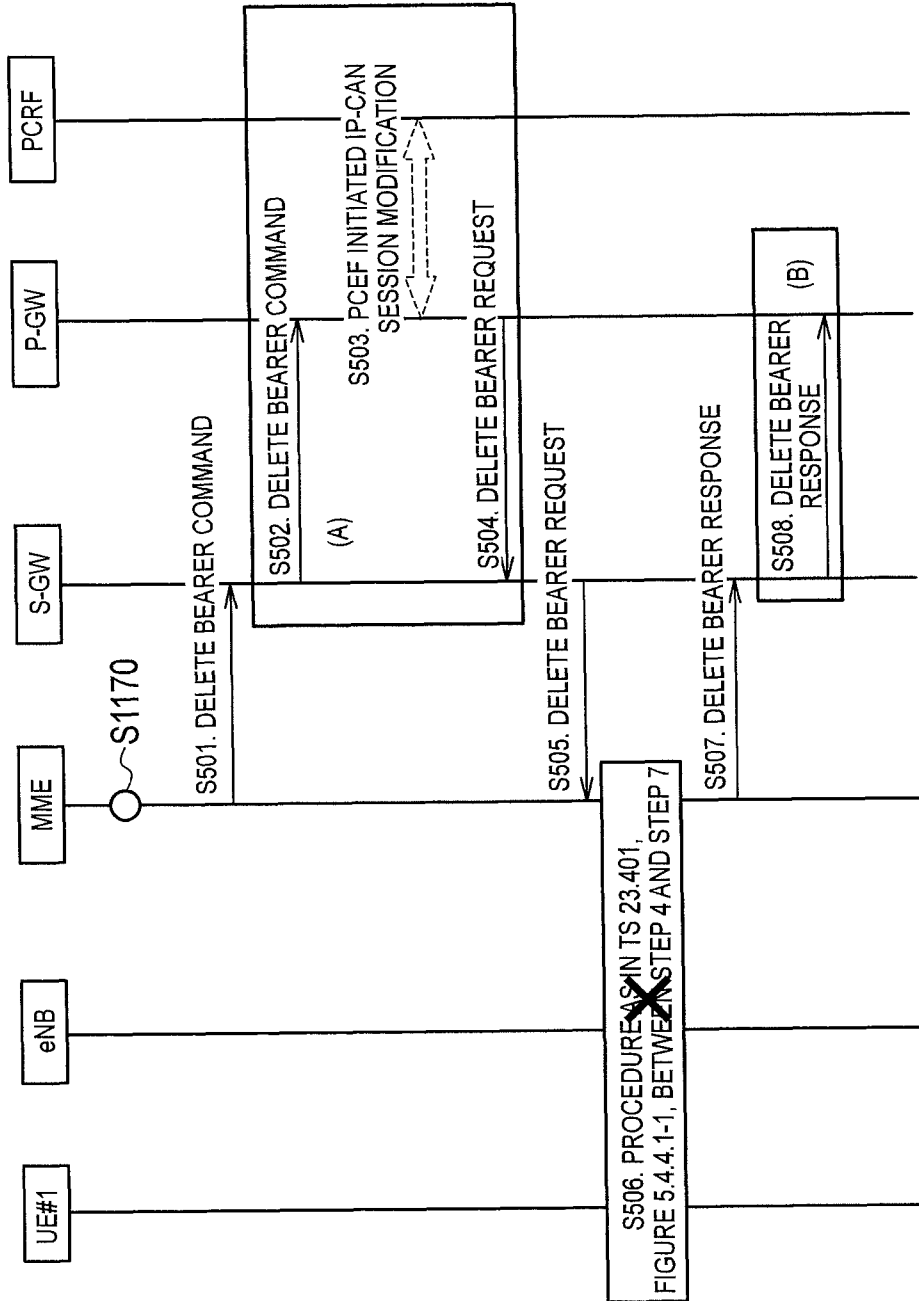 UE#1
eNB
MME
S-GW
P-GW
PCRF
S1170
S501. DELETE BEARER COMMAND
S502. DELETE BEARER COMMAND
(A)
S503. PCEF INITIATED IP-CAN
SESSION MODIFICATION
S504. DELETE BEARER REQUEST
S505. DELETE BEARER REQUEST
S506. PROCEDURE AS IN TS 23.401,
FIGURE 5.4.4.1-1, BETWEEN STEP 4 AND STEP 7
S507. DELETE BEARER RESPONSE
S508. DELETE BEARER
RESPONSE
(B)